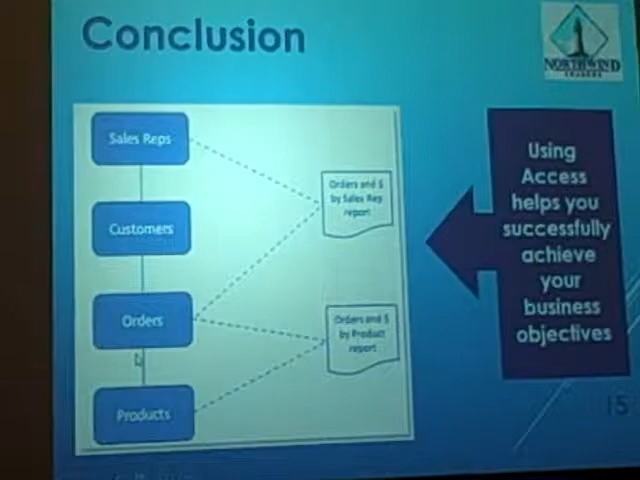 Conclusion
NORTHWIND
TRADERS
Sales Reps
Customers
Orders
Products
Orders and $
by Sales Rep
report
Orders and $
by Product
report
Using
Access
helps you
successfully
achieve
your
business
objectives
15